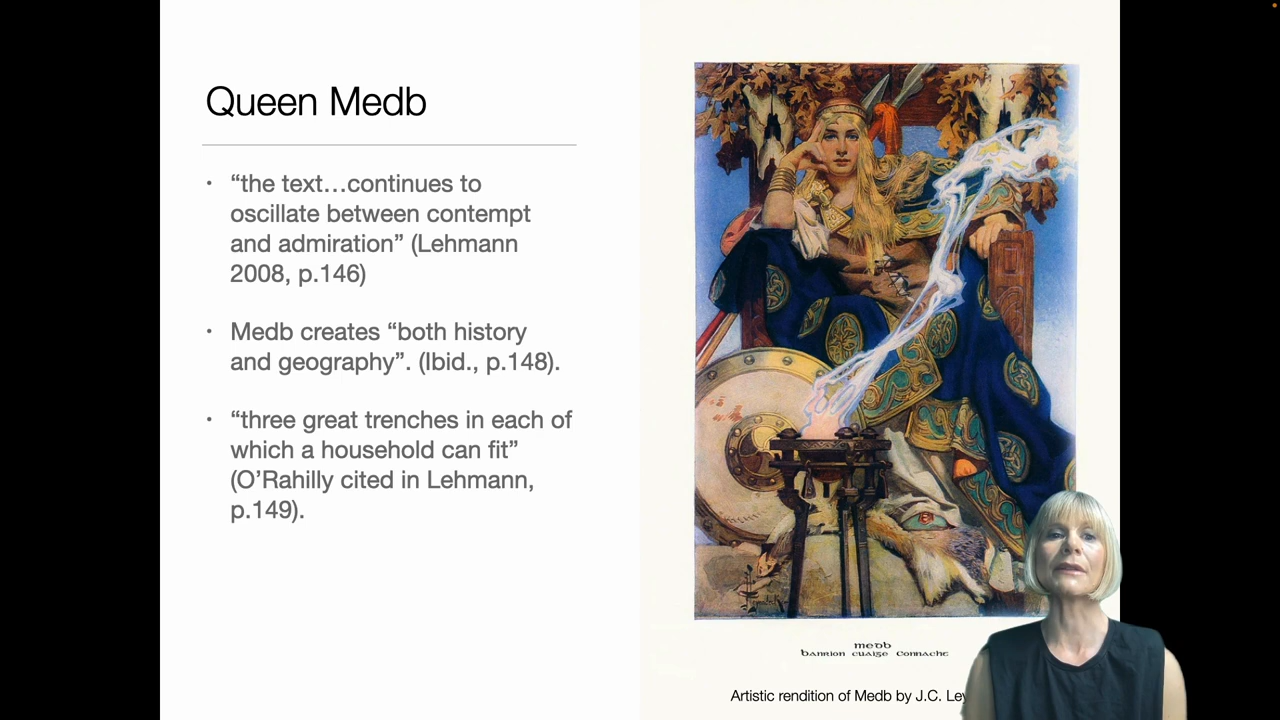 Queen Medb
• “the text…continues to
oscillate between contempt
and admiration” (Lehmann
2008, p.146)
• Medb creates “both history
and geography”. (Ibid., p.148).
• “three great trenches in each of
which a household can fit”
(O’Rahilly cited in Lehmann,
p.149).
medb
Artistic rendition of Medb by J.C.